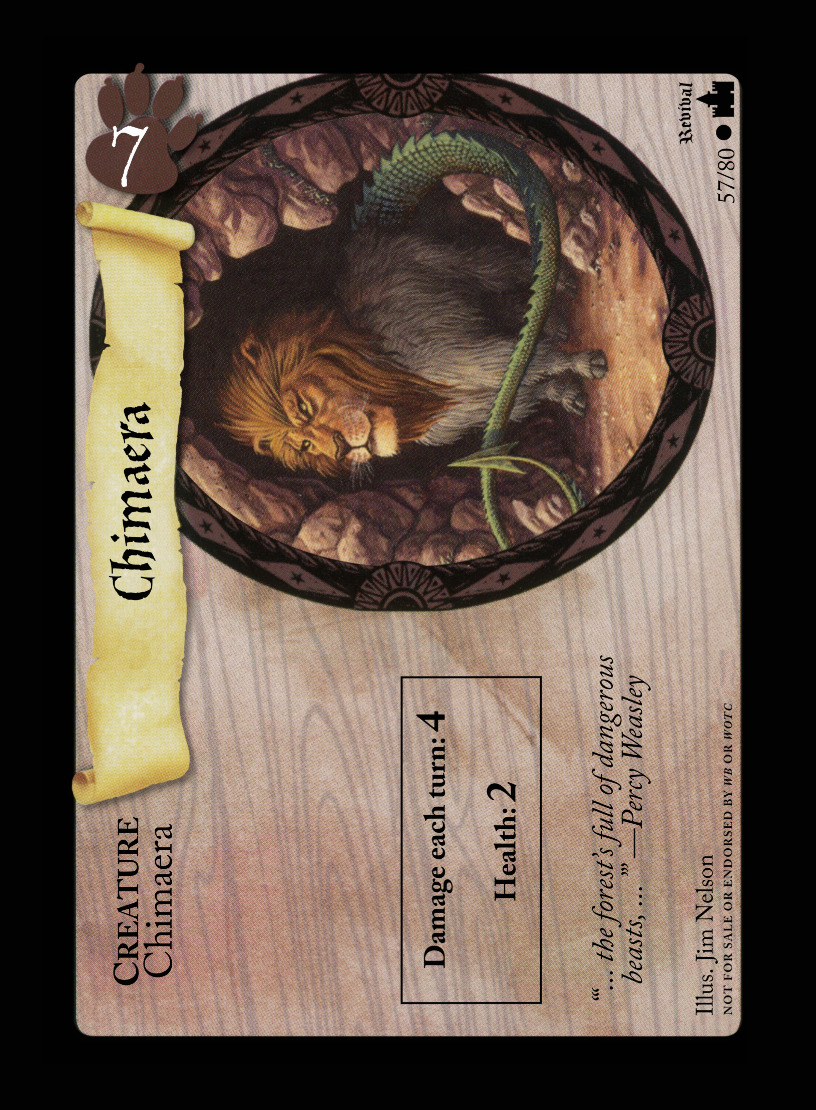 Chimaera
7
CREATURE
Chimaera
Damage each turn: 4
Health: 2
“‘… the forest’s full of dangerous
beasts, … ’” —Percy Weasley
Illus. Jim Nelson
NOT FOR SALE OR ENDORSED BY WB OR WOTC
Revival
57/80